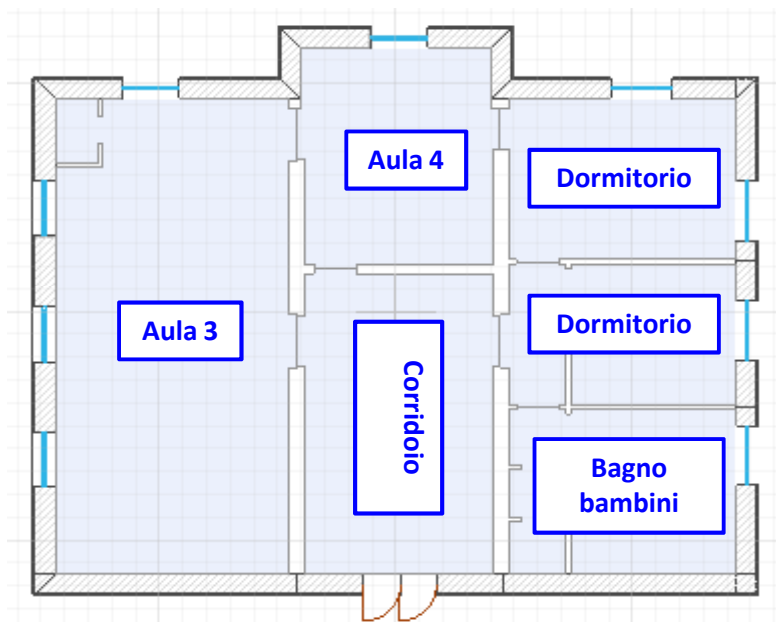 Aula 4
Dormitorio
Aula 3
Dormitorio
Corridoio
Bagno
bambini